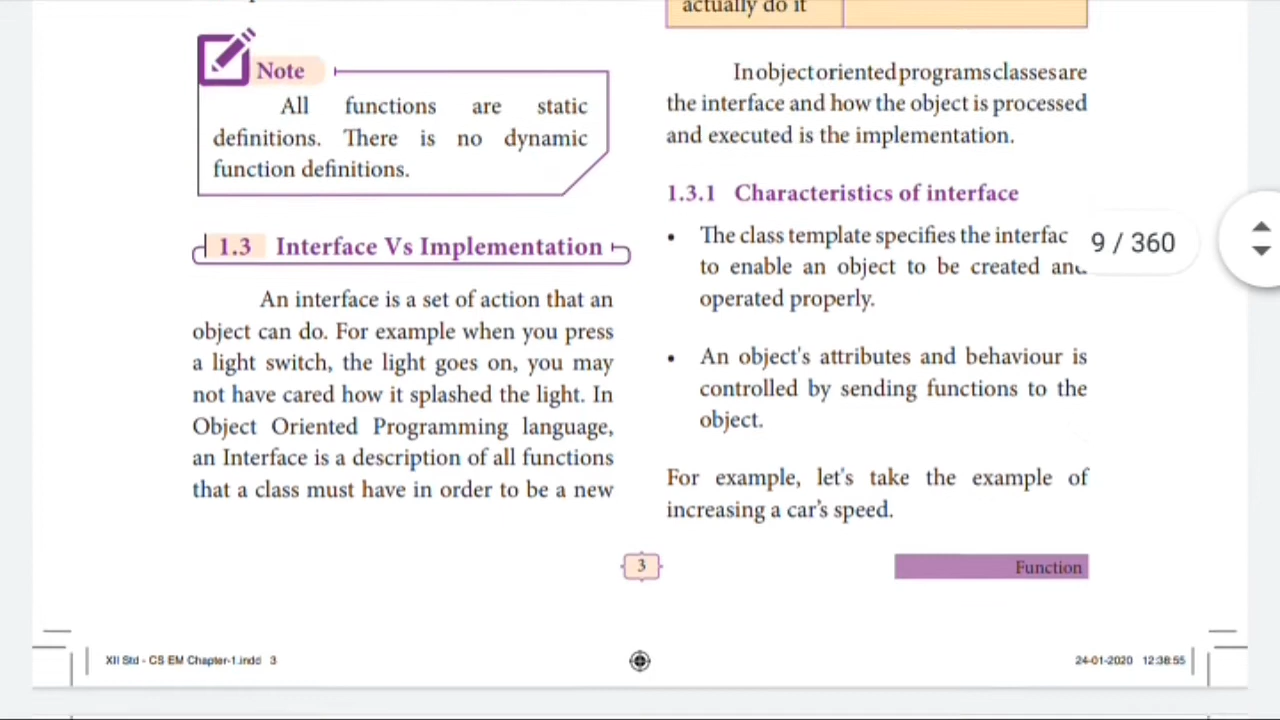 Note
All functions are static
definitions. There is no dynamic
function definitions.
1.3 Interface Vs Implementation
An interface is a set of action that an
object can do. For example when you press
a light switch, the light goes on, you may
not have cared how it splashed the light. In
Object Oriented Programming language,
an Interface is a description of all functions
that a class must have in order to be a new
actually do it
In object oriented programs classes are
the interface and how the object is processed
and executed is the implementation.
1.3.1 Characteristics of interface
• The class template specifies the interfac
to enable an object to be created and
operated properly.
• An object's attributes and behaviour is
controlled by sending functions to the
object.
For example, let's take the example of
increasing a car's speed.
9 / 360
3
Function
XII Std - CS EM Chapter-1.indd 3
24-01-2020 12:38:55